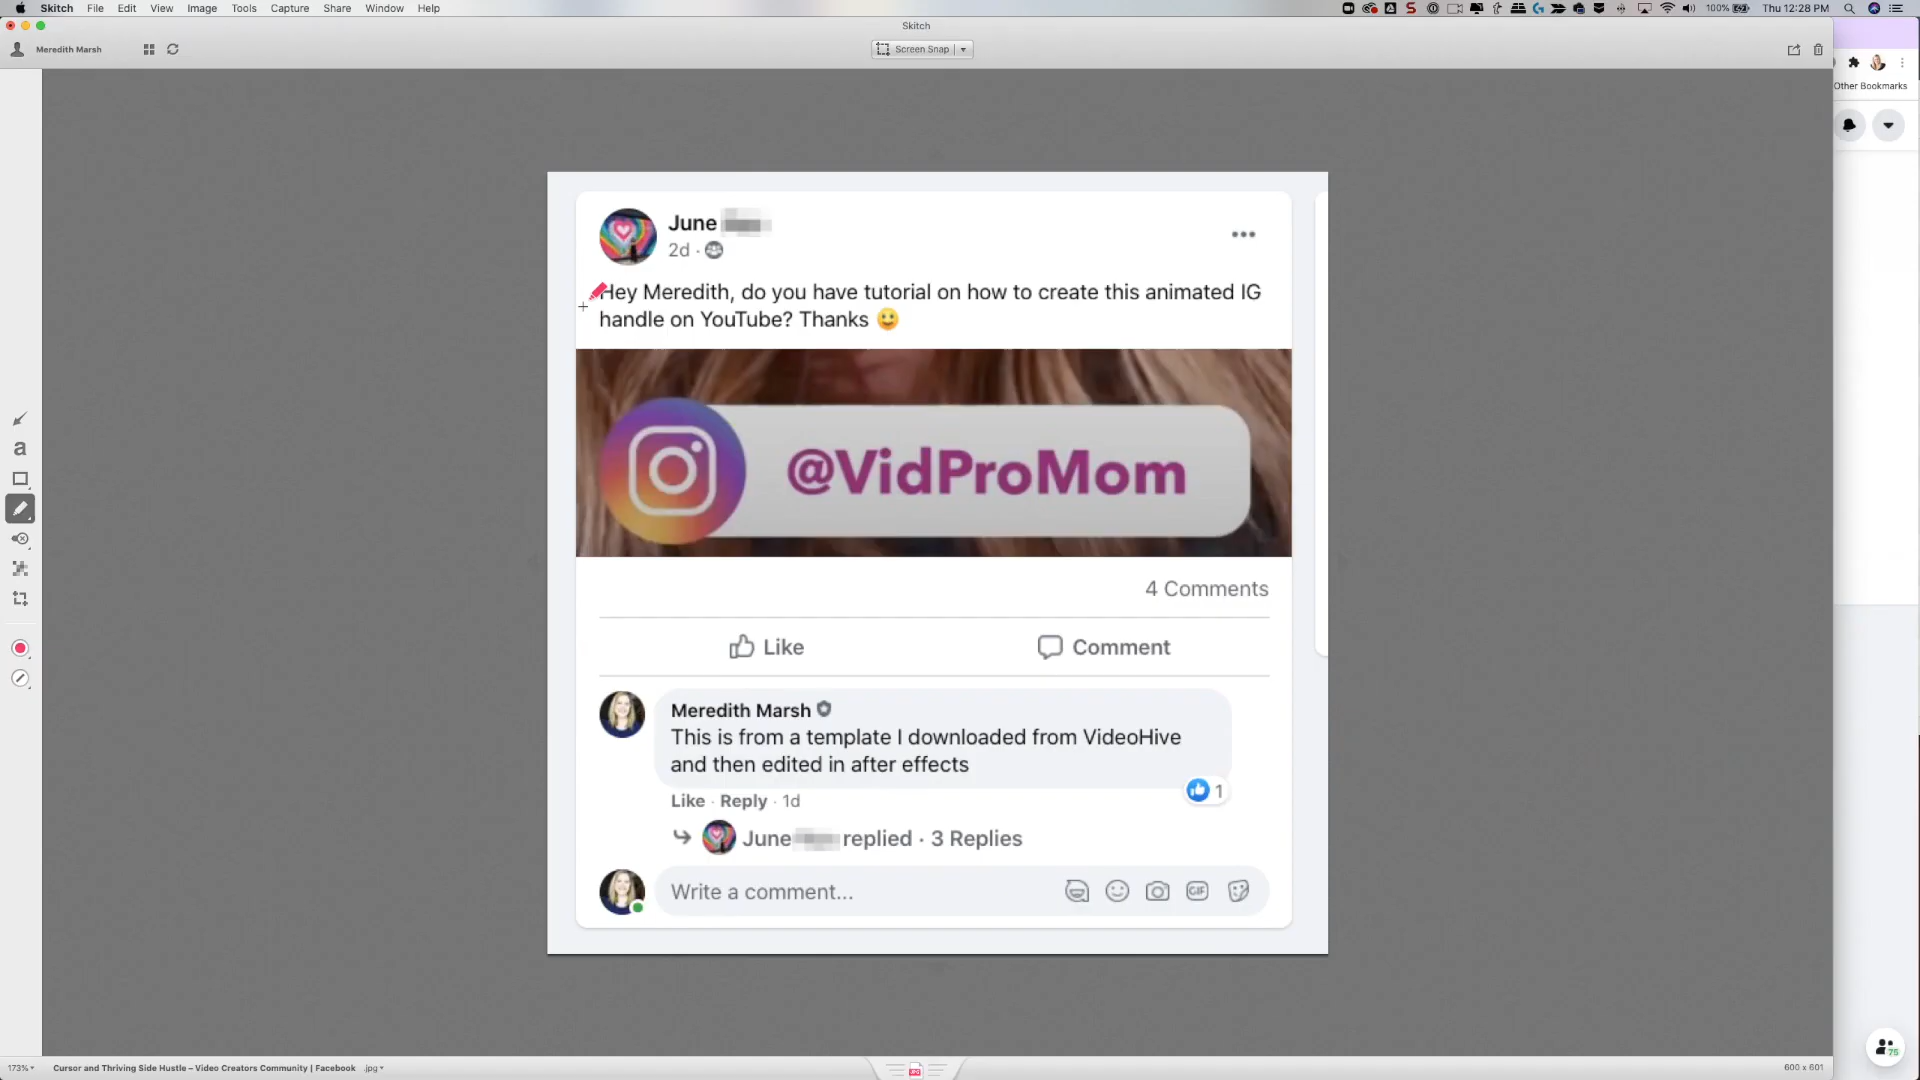 Skitch File Edit View Image Tools Capture Share Window Help
100% Thu 12:28 PM
Skitch
Meredith Marsh
Screen Snap
Other Bookmarks
June
2d ·
Hey Meredith, do you have tutorial on how to create this animated IG
handle on YouTube? Thanks
@VidProMom
4 Comments
Like Comment
Meredith Marsh
This is from a template I downloaded from VideoHive
and then edited in after effects
1
Like · Reply · 1d
June replied · 3 Replies
Write a comment...
GIF
a
75
173% Cursor and Thriving Side Hustle – Video Creators Community | Facebook .jpg
600 x 601